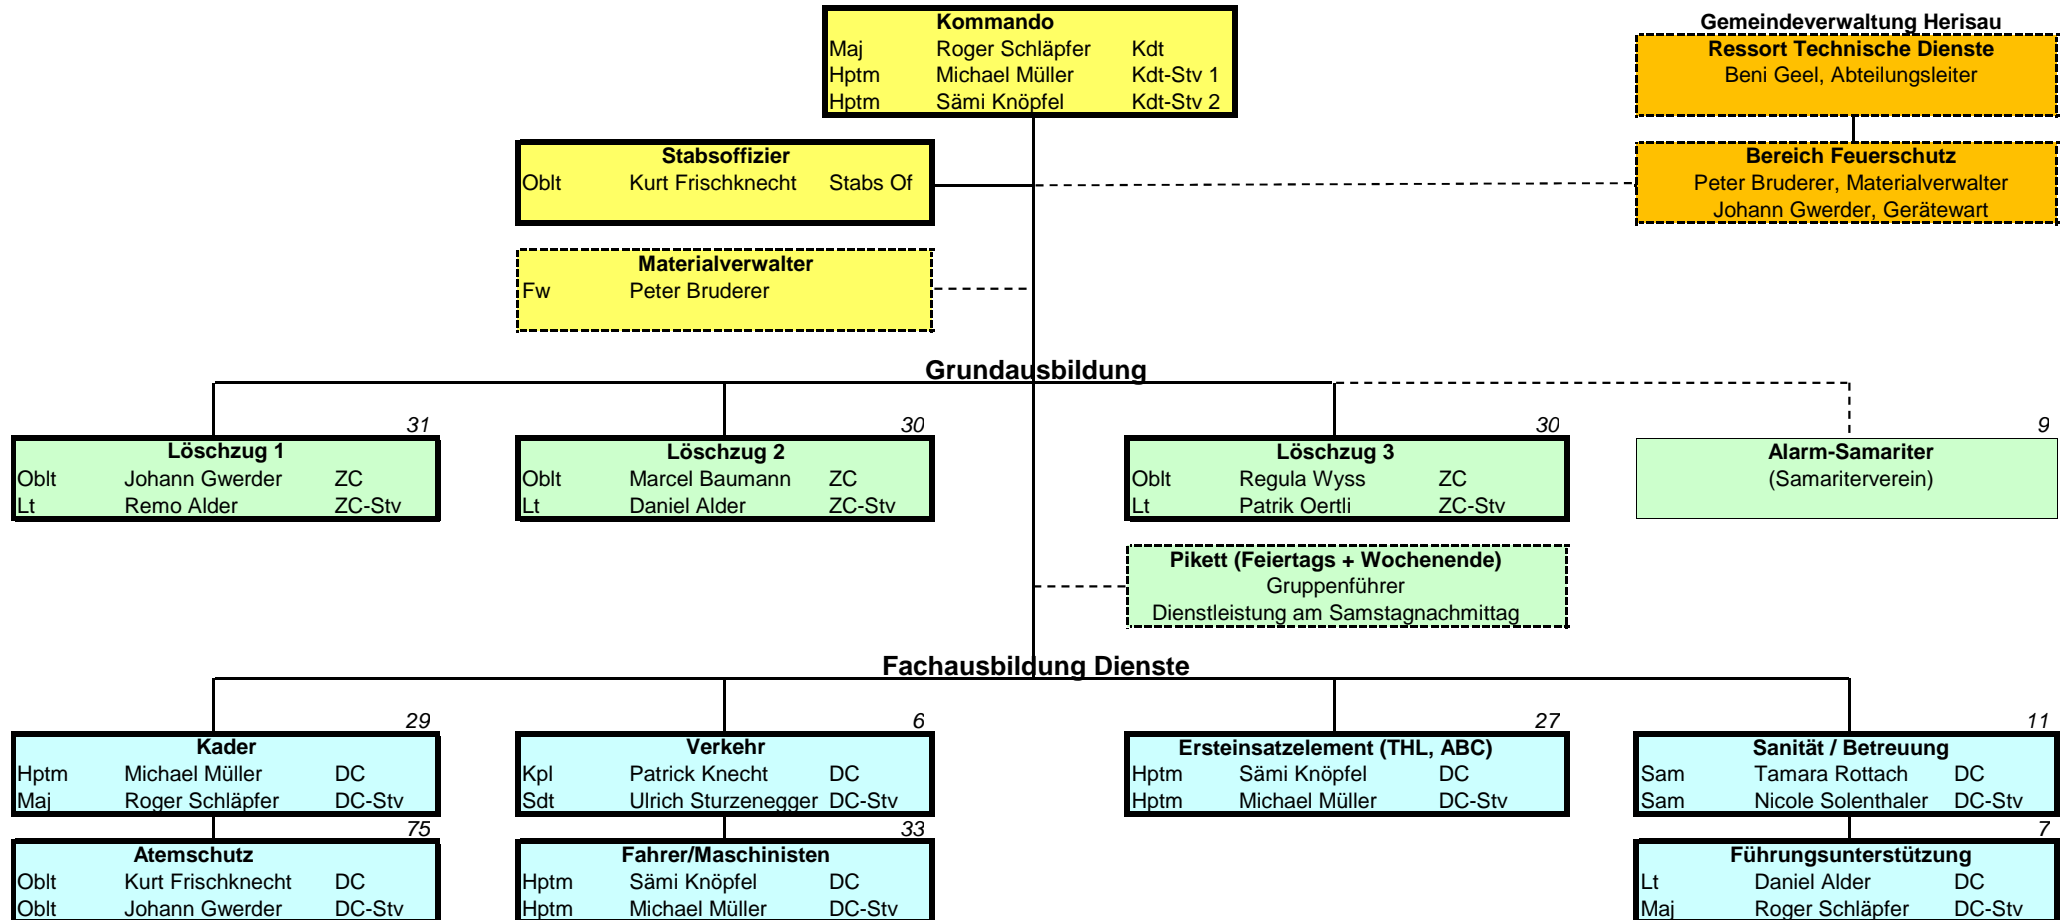 Kommando
Maj Roger Schläpfer Kdt
Hptm Michael Müller Kdt-Stv 1
Hptm Sämi Knöpfel Kdt-Stv 2
Gemeindeverwaltung Herisau
Ressort Technische Dienste
Beni Geel, Abteilungsleiter
Stabsoffizier
Oblt Kurt Frischknecht Stabs Of
Bereich Feuerschutz
Peter Bruderer, Materialverwalter
Johann Gwerder, Gerätewart
Materialverwalter
Fw Peter Bruderer
Grundausbildung
31
Löschzug 1
Oblt Johann Gwerder ZC
Lt Remo Alder ZC-Stv
30
Löschzug 2
Oblt Marcel Baumann ZC
Lt Daniel Alder ZC-Stv
30
Löschzug 3
Oblt Regula Wyss ZC
Lt Patrik Oertli ZC-Stv
9
Alarm-Samariter
(Samariterverein)
Pikett (Feiertags + Wochenende)
Gruppenführer
Dienstleistung am Samstagnachmittag
Fachausbildung Dienste
29
Kader
Hptm Michael Müller DC
Maj Roger Schläpfer DC-Stv
6
Verkehr
Kpl Patrick Knecht DC
Sdt Ulrich Sturzenegger DC-Stv
27
Ersteinsatzelement (THL, ABC)
Hptm Sämi Knöpfel DC
Hptm Michael Müller DC-Stv
11
Sanität / Betreuung
Sam Tamara Rottach DC
Sam Nicole Solenthaler DC-Stv
75
Atemschutz
Oblt Kurt Frischknecht DC
Oblt Johann Gwerder DC-Stv
33
Fahrer/Maschinisten
Hptm Sämi Knöpfel DC
Hptm Michael Müller DC-Stv
7
Führungsunterstützung
Lt Daniel Alder DC
Maj Roger Schläpfer DC-Stv